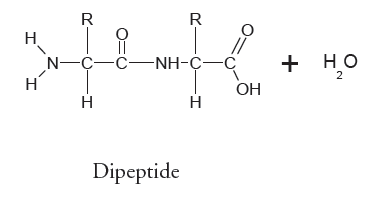 R O R O
H N—C—C—NH-C—C + H₂O
H H H OH
Dipeptide